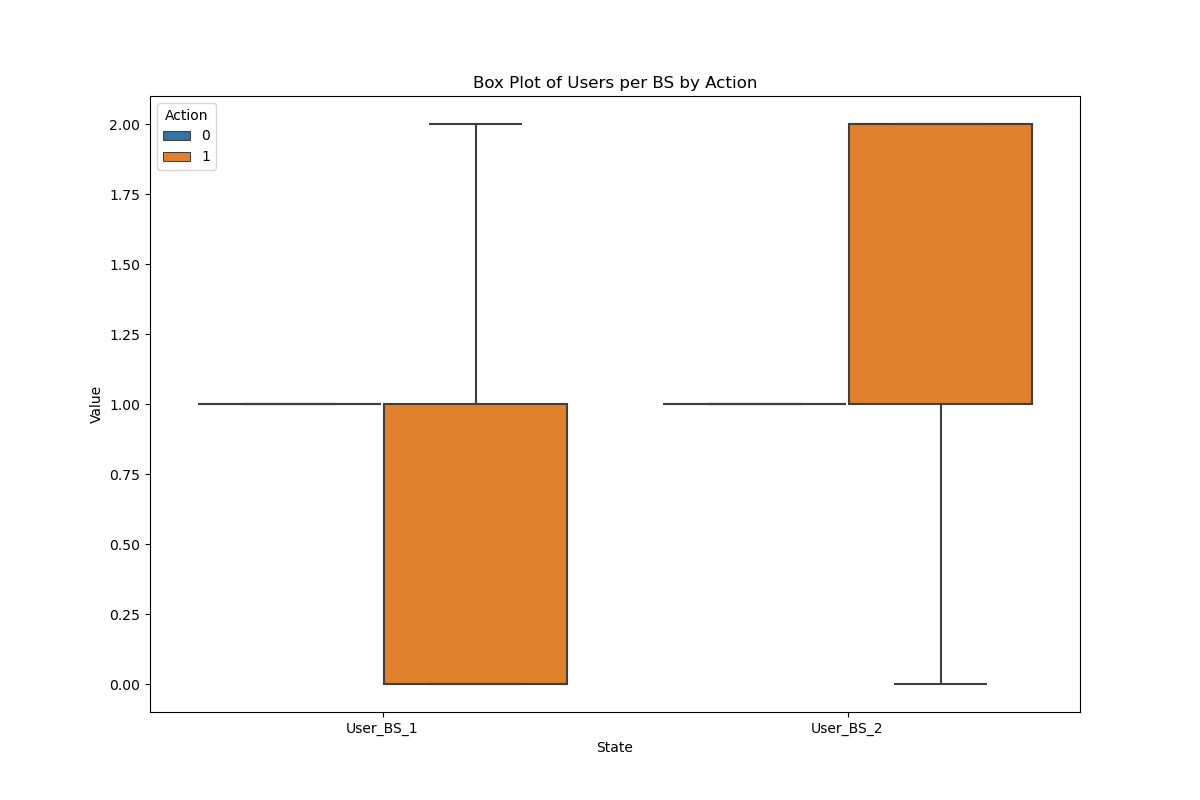 Box Plot of Users per BS by Action
Action
0
1
2.00
1.75
1.50
1.25
1.00
0.75
0.50
0.25
0.00
Value
User_BS_1
User_BS_2
State